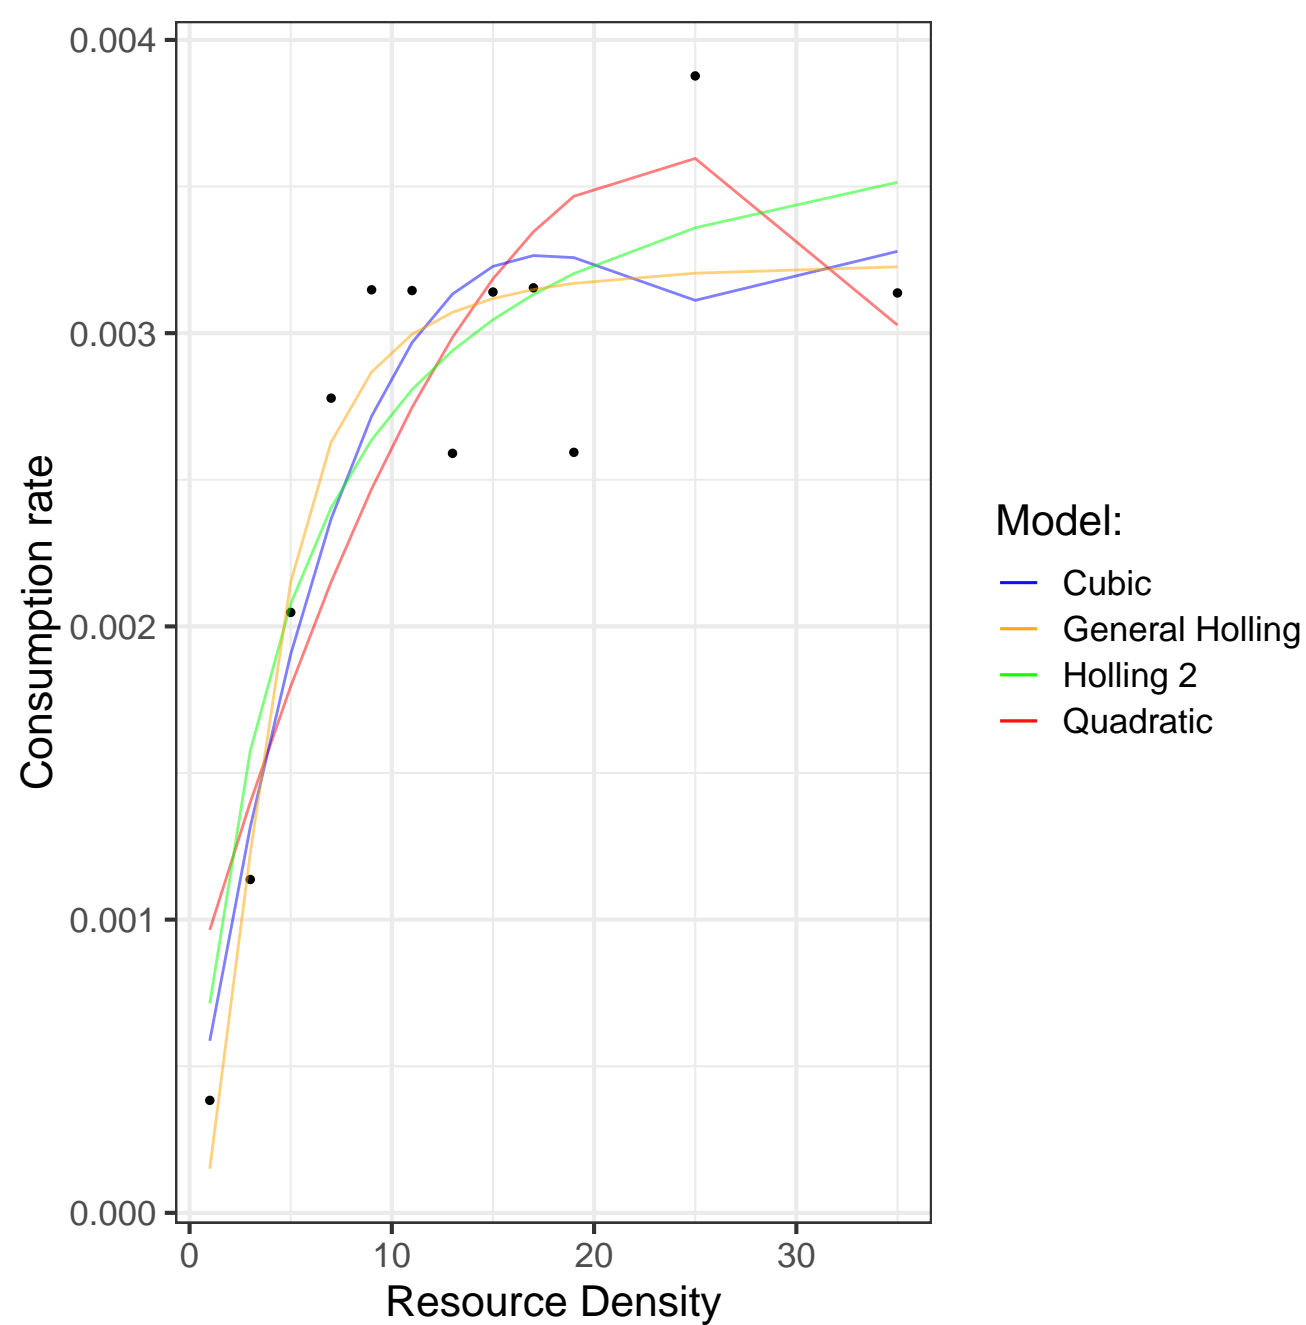 0.004
0.003
0.002
0.001
0.000
0
10
20
30
Resource Density
Consumption rate
Model:
Cubic
General Holling
Holling 2
Quadratic